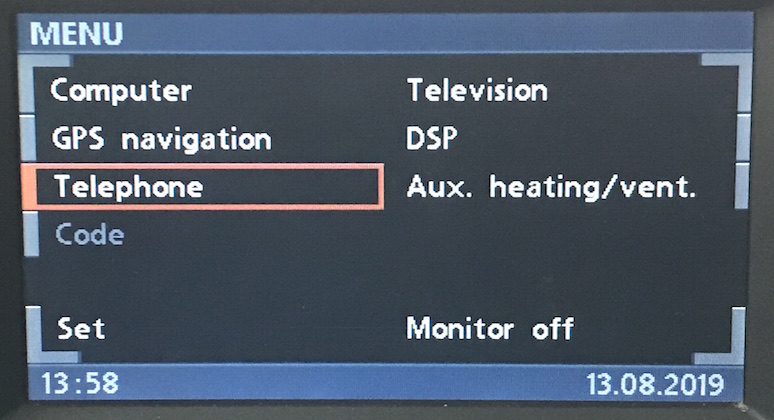 MENU
Computer
Television
GPS navigation
DSP
Telephone
Aux. heating/vent.
Code
Set
Monitor off
13:58
13.08.2019